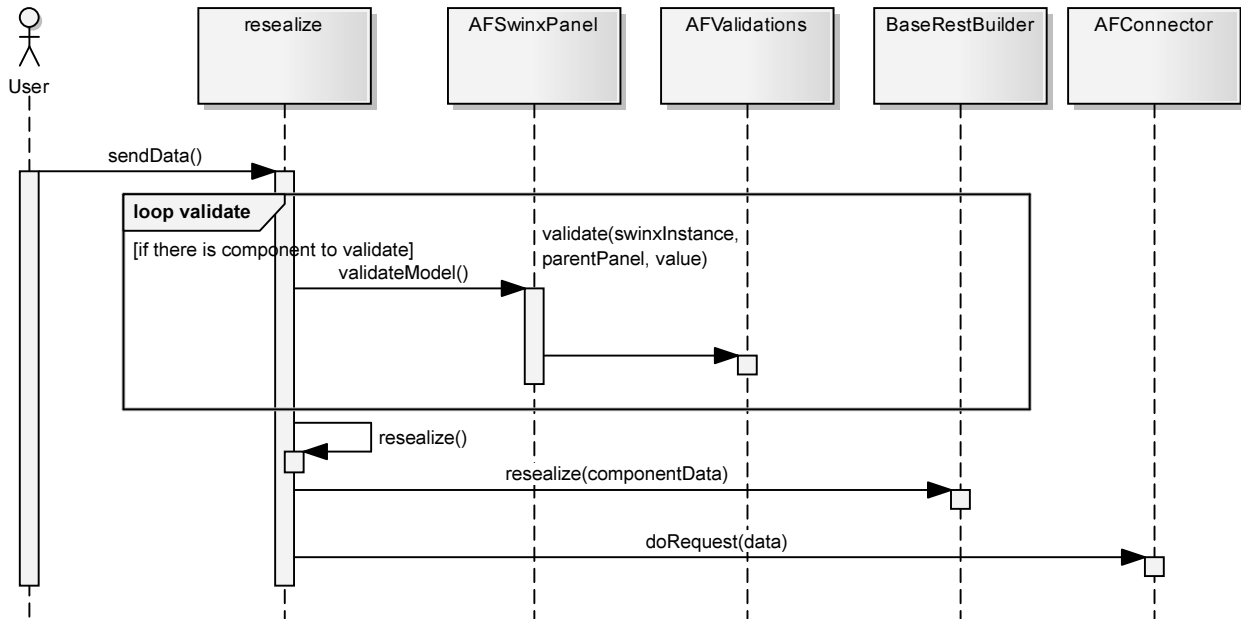 User
resealize
AFSwinxPanel
AFValidations
BaseRestBuilder
AFConnector
sendData()
loop validate
[if there is component to validate]
validate(swinxInstance,
parentPanel, value)
validateModel()
resealize()
resealize(componentData)
doRequest(data)